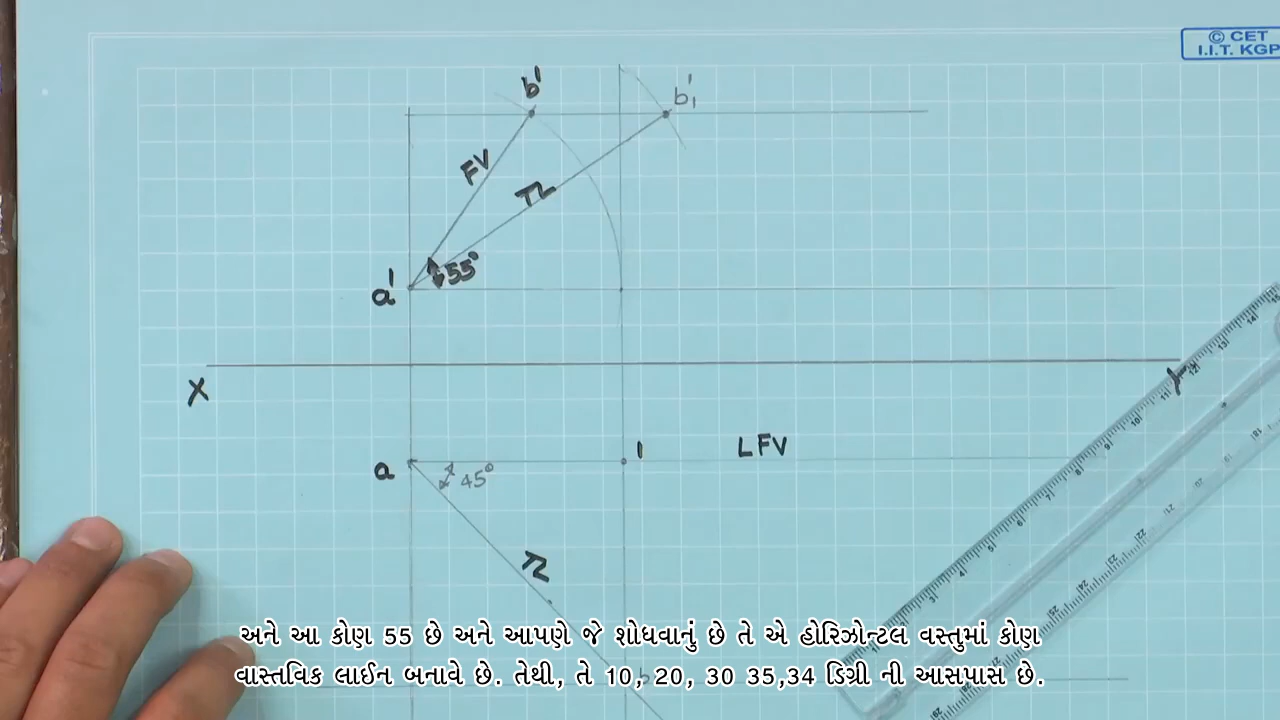 © CET
I.I.T. KGP
b'
b'₁
FV
TL
55°
a'
X
Y
LFV
1
a
45°
TL
અને આ કોણ 55 છે અને આપણે જે શોધવાનું છે તે એ હોરિઝોન્ટલ વસ્તુમાં કોણ
વાસ્તવિક લાઈન બનાવે છે. તેથી, તે 10, 20, 30 35,34 ડિગ્રી ની આસપાસ છે.